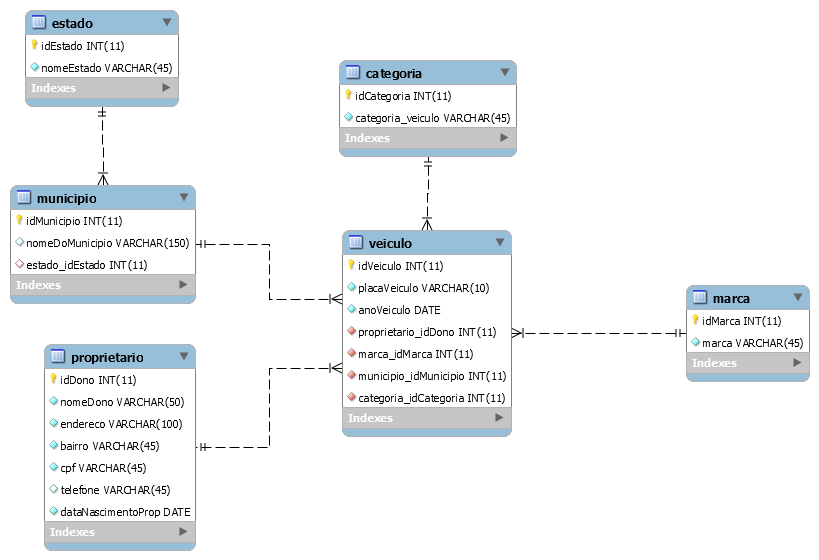 estado
idEstado INT(11)
nomeEstado VARCHAR(45)
Indexes
categoria
idCategoria INT(11)
categoria_veiculo VARCHAR(45)
Indexes
municipio
idMunicipio INT(11)
nomeDoMunicipio VARCHAR(150)
estado_idEstado INT(11)
Indexes
veiculo
idVeiculo INT(11)
placaVeiculo VARCHAR(10)
anoVeiculo DATE
proprietario_idDono INT(11)
marca_idMarca INT(11)
municipio_idMunicipio INT(11)
categoria_idCategoria INT(11)
Indexes
marca
idMarca INT(11)
marca VARCHAR(45)
Indexes
proprietario
idDono INT(11)
nomeDono VARCHAR(50)
endereco VARCHAR(100)
bairro VARCHAR(45)
cpf VARCHAR(45)
telefone VARCHAR(45)
dataNascimentoProp DATE
Indexes